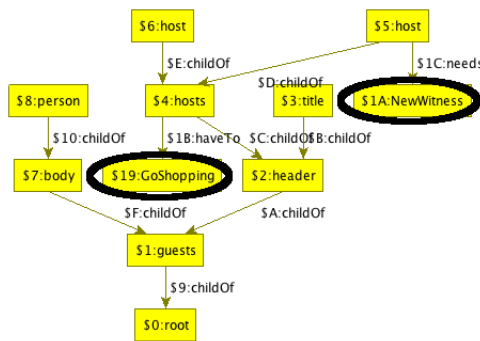 $6:host $5:host
$E:childOf $1C:needs
$D:childOf
$8:person $4:hosts $3:title $1A:NewWitness
$10:childOf $1B:haveTo $C:childOf $B:childOf
$7:body $19:GoShopping $2:header
$F:childOf $A:childOf
$1:guests
$9:childOf
$0:root